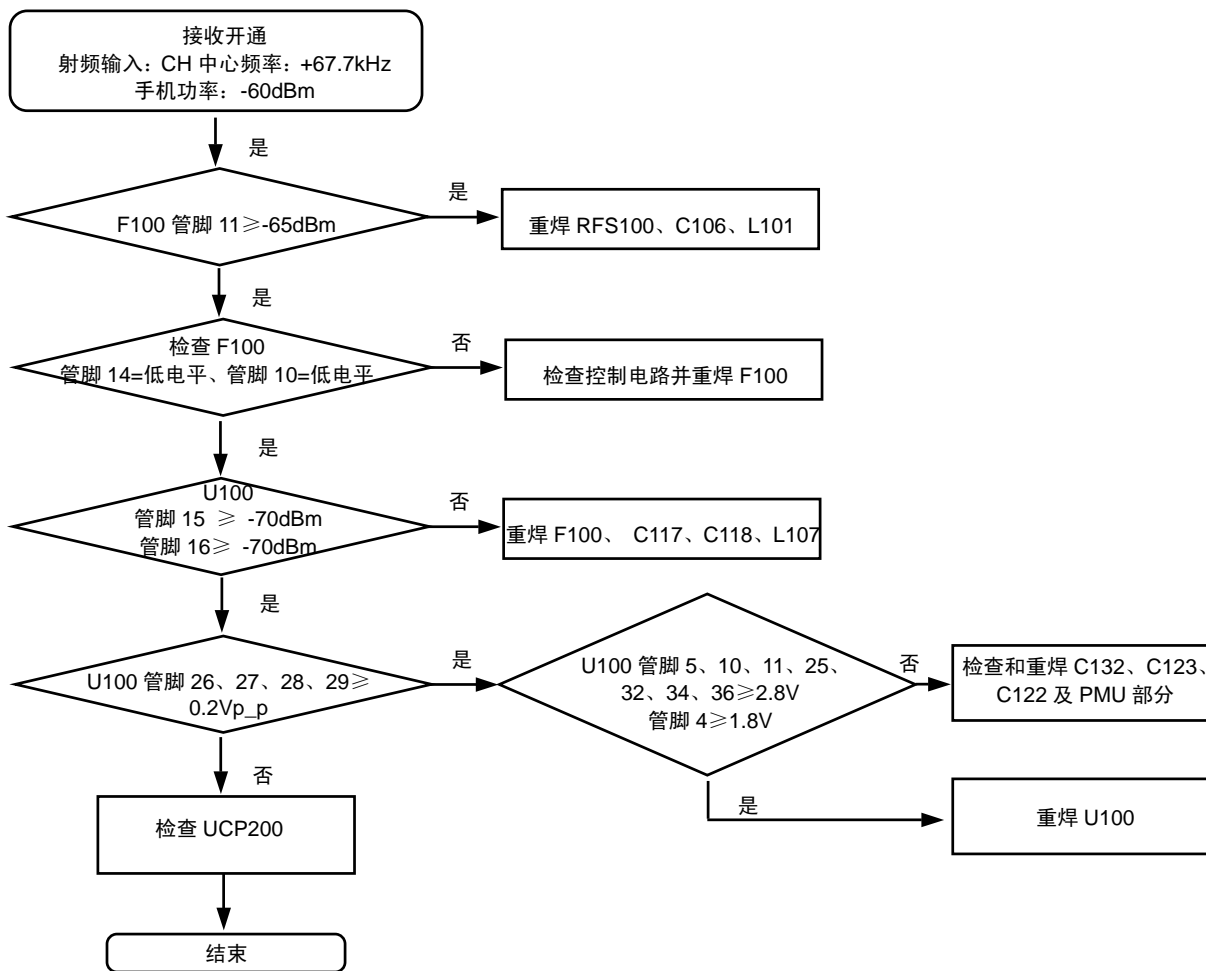 接收开通
射频输入：CH 中心频率：+67.7kHz
手机功率：-60dBm
是
是
F100 管脚 11≥-65dBm
重焊 RFS100、C106、L101
是
检查 F100
管脚 14=低电平、管脚 10=低电平
否
检查控制电路并重焊 F100
是
U100
管脚 15 ≥ -70dBm
管脚 16≥ -70dBm
否
重焊 F100、 C117、C118、L107
是
U100 管脚 26、27、28、29≥
0.2Vp_p
是
U100 管脚 5、10、11、25、
32、34、36≥2.8V
管脚 4≥1.8V
否
检查和重焊 C132、C123、
C122 及 PMU 部分
否
检查 UCP200
是
重焊 U100
结束